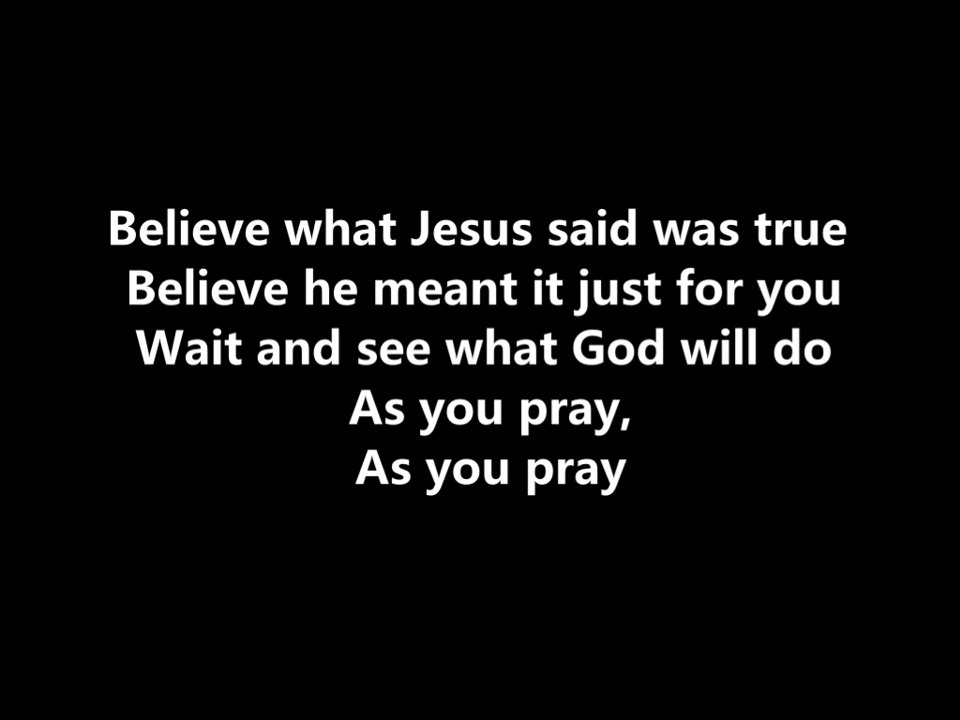 Believe what Jesus said was true
Believe he meant it just for you
Wait and see what God will do
As you pray,
As you pray